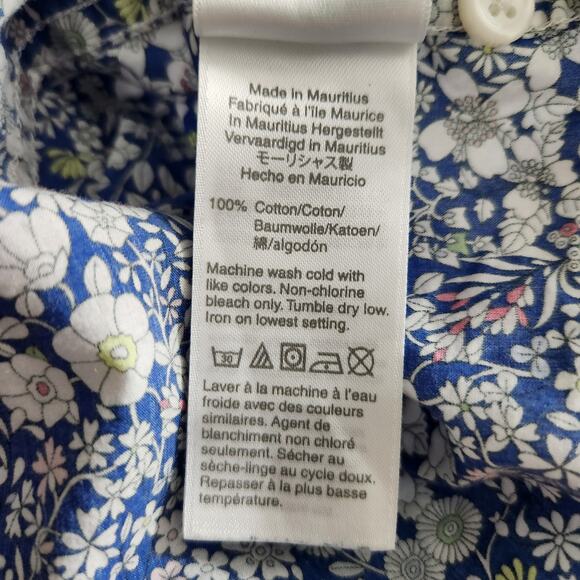 Made in Mauritius
Fabriqué à l'île Maurice
In Mauritius Hergestellt
Vervaardigd in Mauritius
モーリシャス製
Hecho en Mauricio
100% Cotton/Coton/
Baumwolle/Katoen/
綿/algodón
Machine wash cold with
like colors. Non-chlorine
bleach only. Tumble dry low.
Iron on lowest setting.
30
Laver à la machine à l'eau
froide avec des couleurs
similaires. Agent de
blanchiment non chloré
seulement. Sécher au
sèche-linge au cycle doux.
Repasser à la plus basse
température.